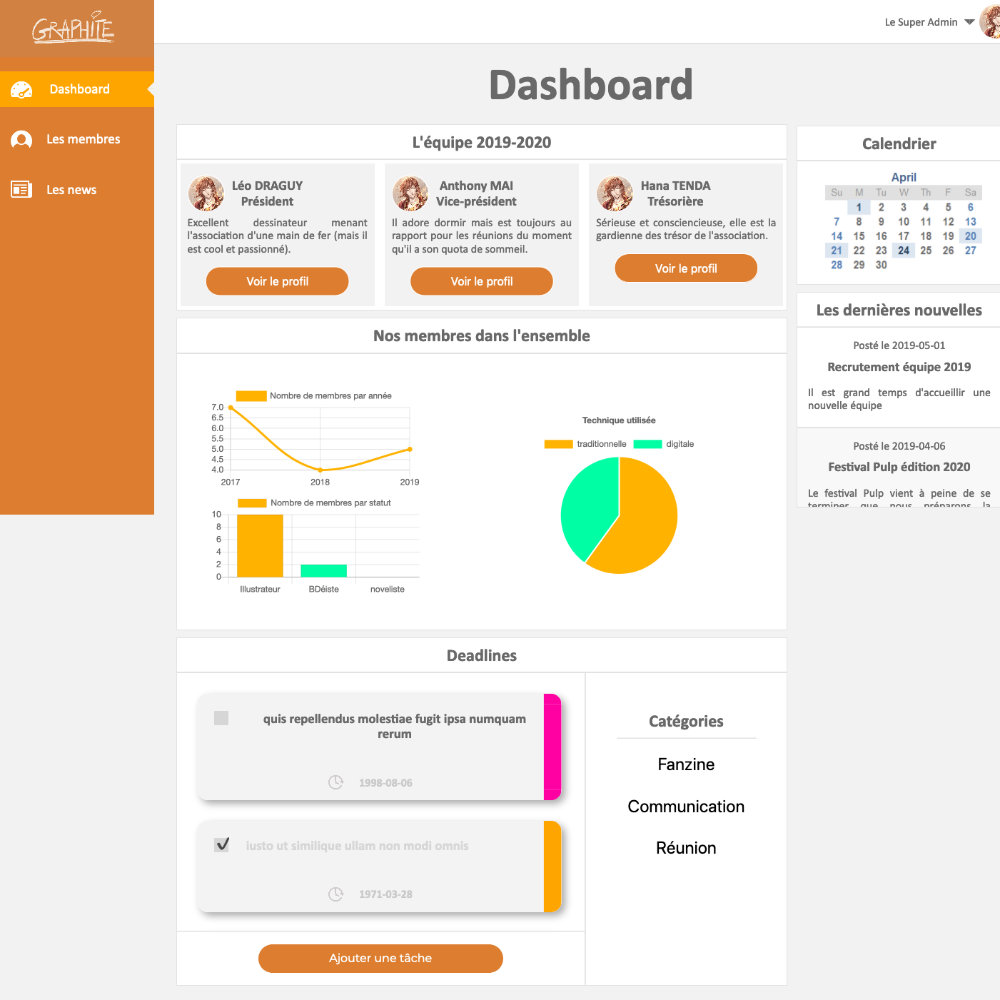 GRAPHITE
Le Super Admin
Dashboard
Les membres
Les news
Dashboard
L'équipe 2019-2020
Léo DRAGUY
Président
Excellent dessinateur menant
l'association d'une main de fer (mais il
est cool et passionné).
Voir le profil
Anthony MAI
Vice-président
Il adore dormir mais est toujours au
rapport pour les réunions du moment
qu'il a son quota de sommeil.
Voir le profil
Hana TENDA
Trésorière
Sérieuse et consciencieuse, elle est la
gardienne des trésor de l'association.
Voir le profil
Calendrier
April
Su M Tu W Th F Sa
1 2 3 4 5 6
7 8 9 10 11 12 13
14 15 16 17 18 19 20
21 22 23 24 25 26 27
28 29 30
Les dernières nouvelles
Posté le 2019-05-01
Recrutement équipe 2019
Il est grand temps d'accueillir une
nouvelle équipe
Posté le 2019-04-06
Festival Pulp édition 2020
Le festival Pulp vient à peine de se
terminer que nous préparons la
Nos membres dans l'ensemble
Nombre de membres par année
7.0
6.5
6.0
5.5
5.0
4.5
4.0
2017 2018 2019
Nombre de membres par statut
10
8
6
4
2
0
Illustrateur BDéiste noveliste
Technique utilisée
traditionnelle digitale
Deadlines
quis repellendus molestiae fugit ipsa numquam
rerum
1998-08-06
iusto ut similique ullam non modi omnis
1971-03-28
Ajouter une tâche
Catégories
Fanzine
Communication
Réunion